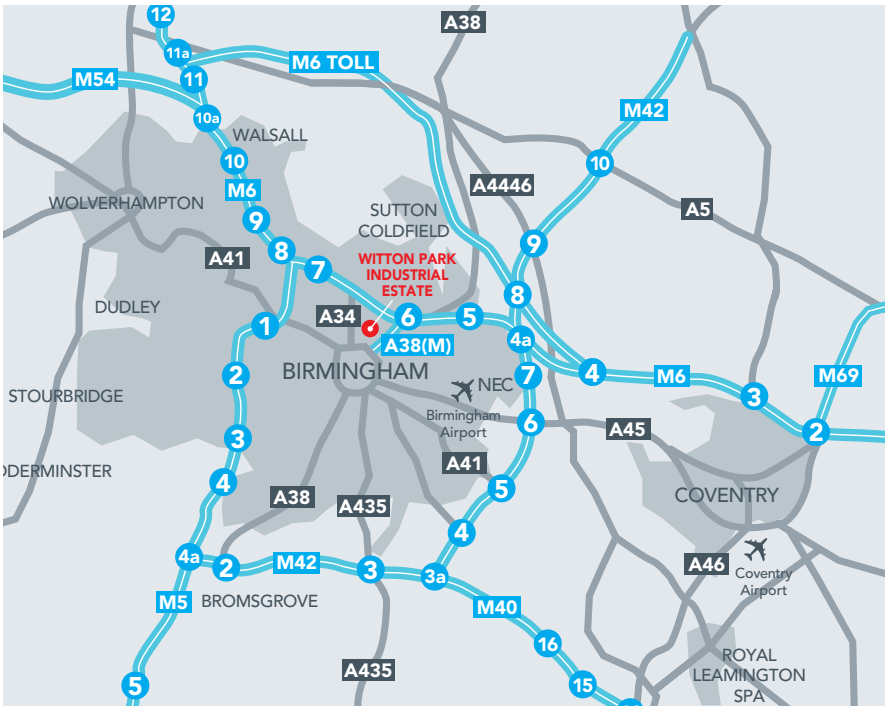 12
A38
11a
M6 TOLL
11
M54
10a
M42
WALSALL
10
10
M6
A4446
WOLVERHAMPTON
SUTTON
COLDFIELD
A5
9
9
8
A41
WITTON PARK
INDUSTRIAL
ESTATE
7
8
DUDLEY
A34
6
5
1
4a
A38(M)
BIRMINGHAM
2
7
4
M6
M69
NEC
STOURBRIDGE
3
Birmingham
Airport
6
A45
2
3
A41
DDERMINSTER
4
5
A38
COVENTRY
A435
4
4a
2
M42
3
3a
A46
Coventry
Airport
M5
BROMSGROVE
M40
16
ROYAL
LEAMINGTON
SPA
A435
5
15